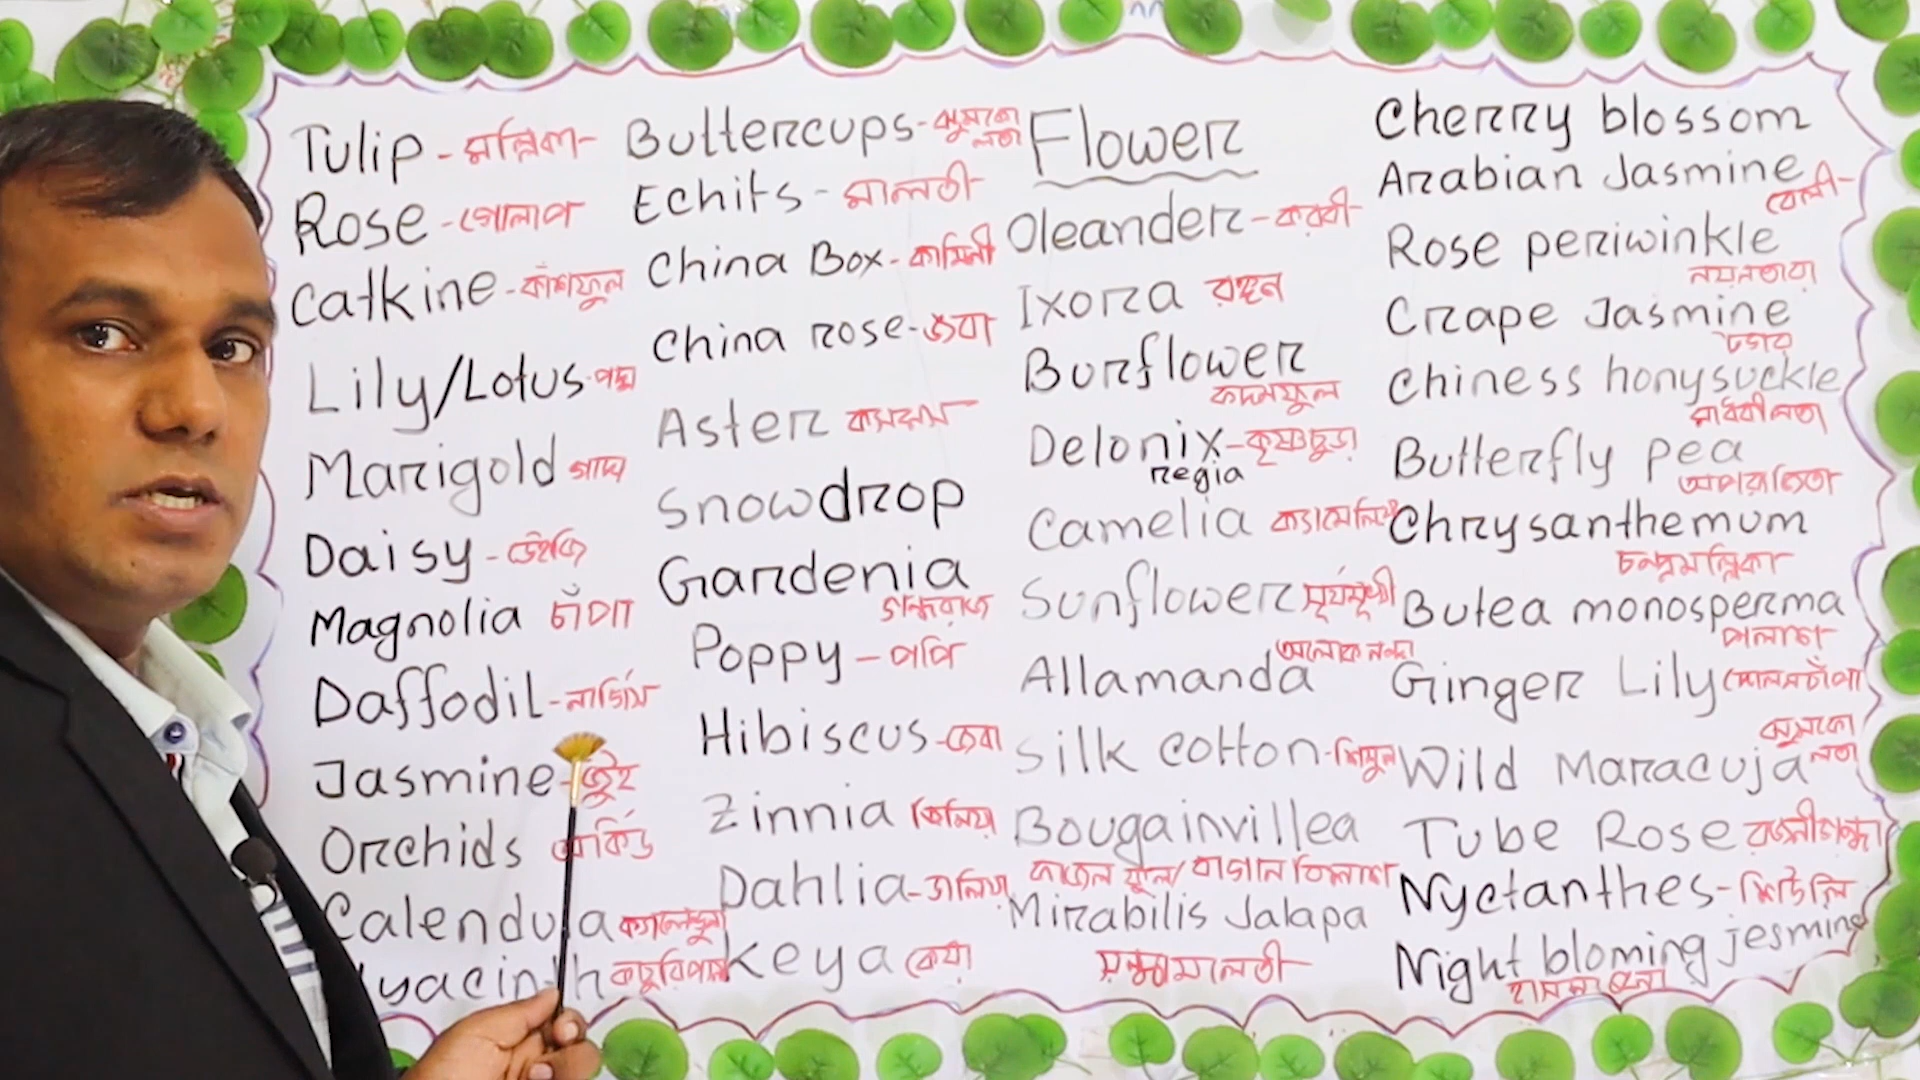 Tulip - মল্লিকা
Rose - গোলাপ
Catkine - কাঁশফুল
Lily/Lotus - পদ্ম
Marigold গাদা
Daisy - ডেইজি
Magnolia চাঁপা
Daffodil - নার্জিস
Jasmine - জুঁই
Orchids অর্কিড
Calendula ক্যালেন্ডুলা
yacinth কচুরিপানা
Buttercups - ঝুমকো
লতা
Echits - মালতী
China Box - কামিনী
China rose - জবা
Aster
Snowdrop
Gardenia
গন্ধরাজ
Poppy - পপি
Hibiscus - জবা
Zinnia জিনিয়া
Dahlia - ডালিয়া
Keya কেয়া
Flower
Oleander - করবী
Ixora রঙ্গন
Burflower
কদমফুল
Delonix - কৃষ্ণচুড়া
regia
Camelia ক্যামেলিয়া
Sunflower সূর্যমূখী
অলোকনন্দা
Allamanda
Silk cotton - শিমুল
Bougainvillea
কাগজ ফুল/বাগান বিলাশ
Mirabilis Jalapa
সন্ধ্যামালতী
Cherry blossom
Arabian Jasmine
বেলী
Rose periwinkle
নয়নতারা
Crape Jasmine
টগর
Chiness honysuckle
মাধবীলতা
Butterfly pea
অপরাজিতা
Chrysanthemum
চন্দ্রমল্লিকা
Butea monosperma
পলাশ
Ginger Lily দোলনচাঁপা
ঝুমকো
Wild Maracuja লতা
Tube Rose রজনীগন্ধা
Nyctanthes - শিউলি
Night bloming jesmine
হাসনাহেনা